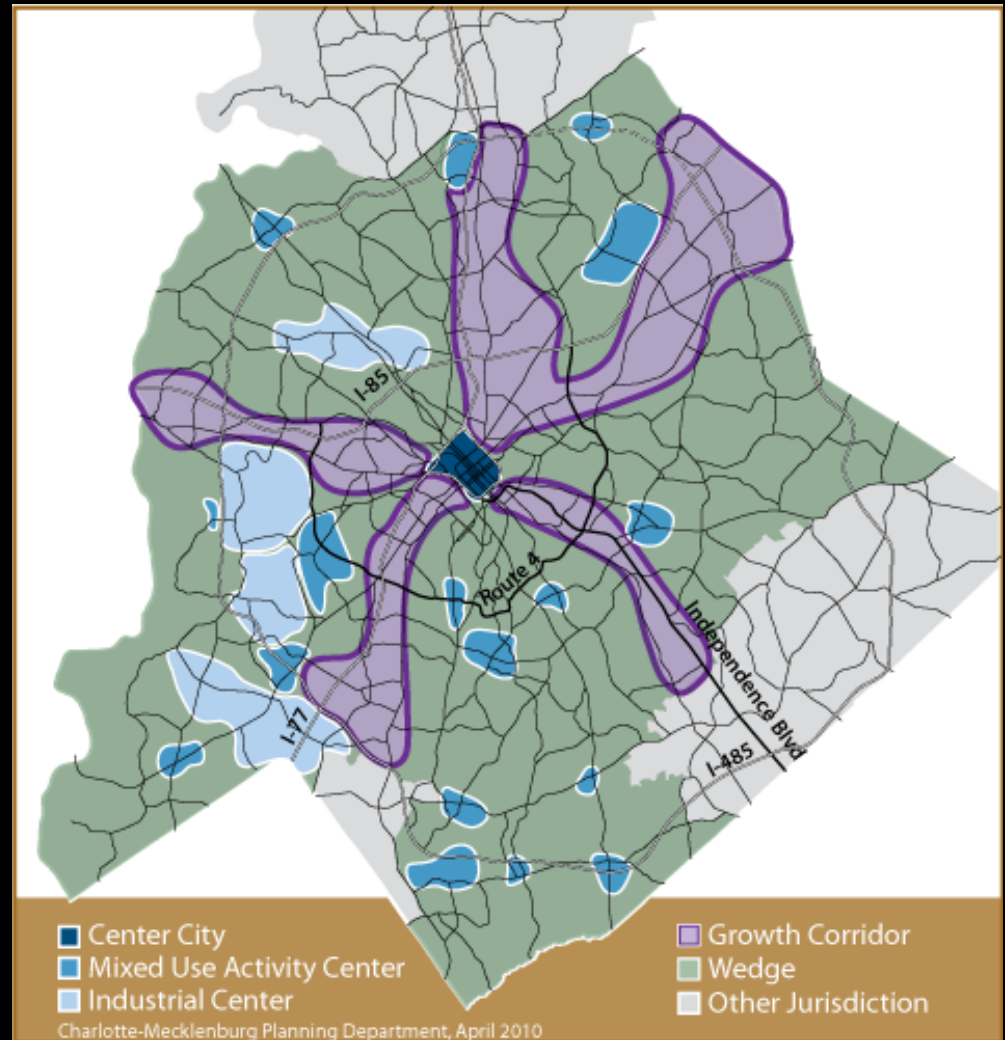 I-85
Route 4
Independence Blvd
I-77
I-485
Center City
Mixed Use Activity Center
Industrial Center
Growth Corridor
Wedge
Other Jurisdiction
Charlotte-Mecklenburg Planning Department, April 2010